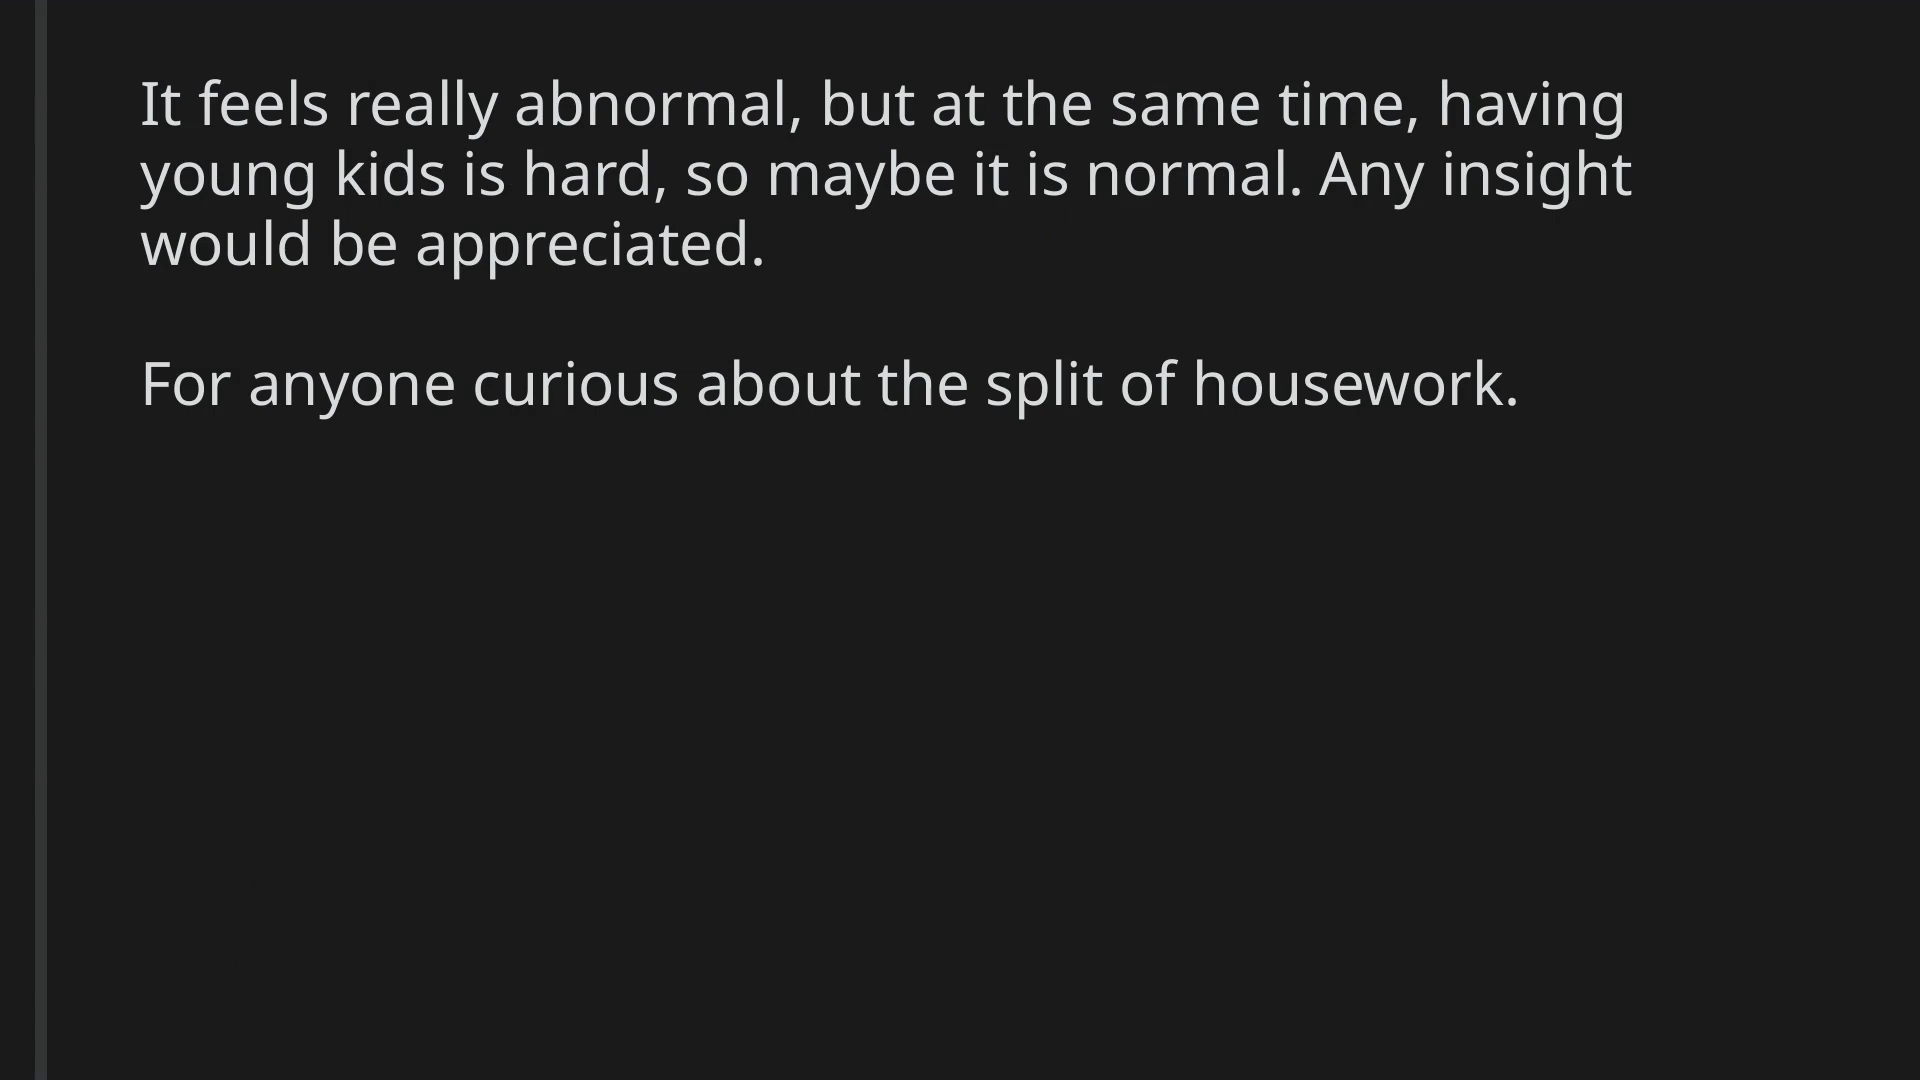 It feels really abnormal, but at the same time, having
young kids is hard, so maybe it is normal. Any insight
would be appreciated.
For anyone curious about the split of housework.